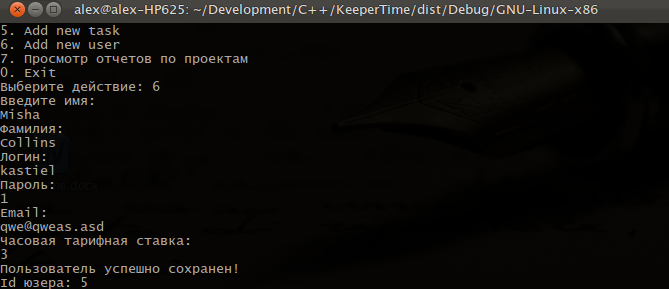 alex@alex-HP625: ~/Development/C++/KeeperTime/dist/Debug/GNU-Linux-x86
5. Add new task
6. Add new user
7. Просмотр отчетов по проектам
0. Exit
Выберите действие: 6
Введите имя:
Misha
Фамилия:
Collins
Логин:
kastiel
Пароль:
1
Email:
qwe@qweas.asd
Часовая тарифная ставка:
3
Пользователь успешно сохранен!
Id юзера: 5